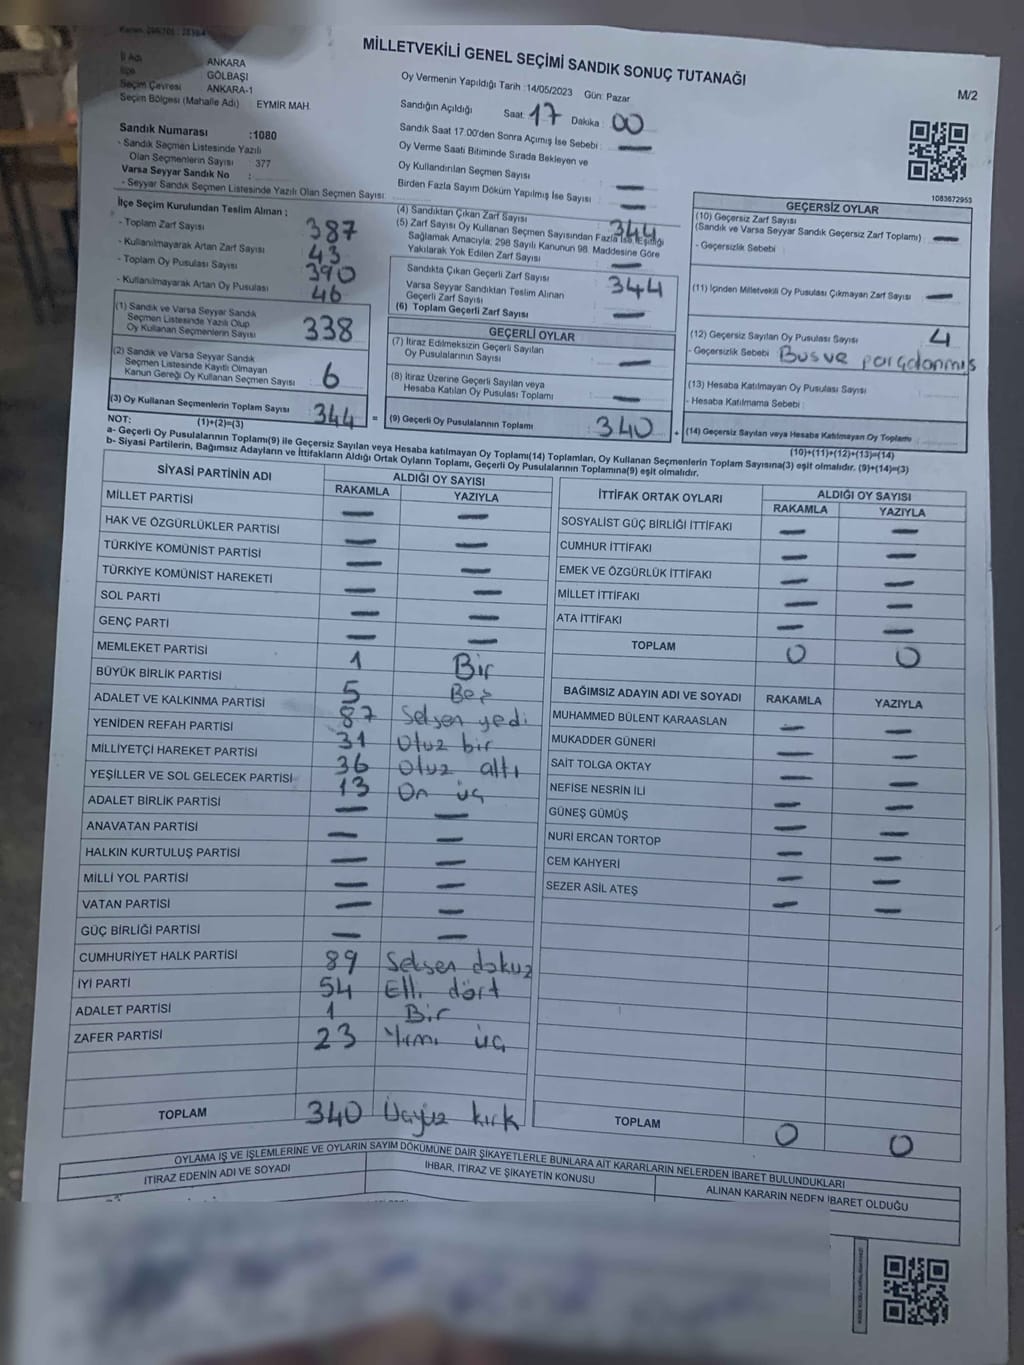 MİLLETVEKİLİ GENEL SEÇİMİ SANDIK SONUÇ TUTANAĞI
M/2
İl Adı ANKARA
İlçe GÖLBAŞI
Seçim Çevresi ANKARA-1
Seçim Bölgesi (Mahalle Adı) EYMİR MAH.
Sandık Numarası :1080
- Sandık Seçmen Listesinde Yazılı
Olan Seçmenlerin Sayısı 377
Varsa Seyyar Sandık No :
- Seyyar Sandık Seçmen Listesinde Yazılı Olan Seçmen Sayısı
Oy Vermenin Yapıldığı Tarih :14/05/2023 Gün: Pazar
Sandığın Açıldığı Saat: 17 Dakika : 00
Sandık Saat 17.00'den Sonra Açımış İse Sebebi : —
Oy Verme Saati Bitiminde Sırada Bekleyen ve
Oy Kullandırılan Seçmen Sayısı —
Birden Fazla Sayım Döküm Yapılmış İse Sayısı —
İlçe Seçim Kurulundan Teslim Alınan ;
- Toplam Zarf Sayısı 387
- Kullanılmayarak Artan Zarf Sayısı 43
- Toplam Oy Pusulası Sayısı 390
- Kullanılmayarak Artan Oy Pusulası 46
(1) Sandık ve Varsa Seyyar Sandık
Seçmen Listesinde Yazılı Olup
Oy Kullanan Seçmenlerin Sayısı 338
(2) Sandık ve Varsa Seyyar Sandık
Seçmen Listesinde Kayıtlı Olmayan
Kanun Gereği Oy Kullanan Seçmen Sayısı 6
(3) Oy Kullanan Seçmenlerin Toplam Sayısı 344 =
(1)+(2)=(3)
(4) Sandıktan Çıkan Zarf Sayısı 344
(5) Zarf Sayısı Oy Kullanan Seçmen Sayısından Fazla İse, Eşitliği
Sağlamak Amacıyla; 298 Sayılı Kanunun 98. Maddesine Göre
Yakılarak Yok Edilen Zarf Sayısı —
Sandıkta Çıkan Geçerli Zarf Sayısı 344
Varsa Seyyar Sandıktan Teslim Alınan
Geçerli Zarf Sayısı
(6) Toplam Geçerli Zarf Sayısı —
GEÇERLİ OYLAR
(7) İtiraz Edilmeksizin Geçerli Sayılan
Oy Pusulalarının Sayısı —
(8) İtiraz Üzerine Geçerli Sayılan veya
Hesaba Katılan Oy Pusulası Toplamı —
(9) Geçerli Oy Pusulalarının Toplamı 340 +
1083672953
GEÇERSİZ OYLAR
(10) Geçersiz Zarf Sayısı
(Sandık ve Varsa Seyyar Sandık Geçersiz Zarf Toplamı) —
- Geçersizlik Sebebi :
(11) İçinden Milletvekili Oy Pusulası Çıkmayan Zarf Sayısı —
(12) Geçersiz Sayılan Oy Pusulası Sayısı 4
- Geçersizlik Sebebi
(13) Hesaba Katılmayan Oy Pusulası Sayısı
- Hesaba Katılmama Sebebi :
(14) Geçersiz Sayılan veya Hesaba Katılmayan Oy Toplamı
(10)+(11)+(12)+(13)=(14)
NOT:
a- Geçerli Oy Pusulalarının Toplamı(9) ile Geçersiz Sayılan veya Hesaba katılmayan Oy Toplamı(14) Toplamları, Oy Kullanan Seçmenlerin Toplam Sayısına(3) eşit olmalıdır. (9)+(14)=(3)
b- Siyasi Partilerin, Bağımsız Adayların ve İttifakların Aldığı Ortak Oyların Toplamı, Geçerli Oy Pusulalarının Toplamına(9) eşit olmalıdır.
SİYASİ PARTİNİN ADI ALDIĞI OY SAYISI
RAKAMLA YAZIYLA
MİLLET PARTİSİ — —
HAK VE ÖZGÜRLÜKLER PARTİSİ — —
TÜRKİYE KOMÜNİST PARTİSİ — —
TÜRKİYE KOMÜNİST HAREKETİ — —
SOL PARTİ — —
GENÇ PARTİ — —
MEMLEKET PARTİSİ 1 Bir
BÜYÜK BİRLİK PARTİSİ 5 Beş
ADALET VE KALKINMA PARTİSİ 87 Seksen yedi
YENİDEN REFAH PARTİSİ 31 Otuz bir
MİLLİYETÇİ HAREKET PARTİSİ 36 Otuz altı
YEŞİLLER VE SOL GELECEK PARTİSİ 13 On üç
ADALET BİRLİK PARTİSİ — —
ANAVATAN PARTİSİ — —
HALKIN KURTULUŞ PARTİSİ — —
MİLLİ YOL PARTİSİ — —
VATAN PARTİSİ — —
GÜÇ BİRLİĞİ PARTİSİ — —
CUMHURİYET HALK PARTİSİ 89 Seksen dokuz
İYİ PARTİ 54 Elli dört
ADALET PARTİSİ 1 Bir
ZAFER PARTİSİ 23 Yirmi üç
TOPLAM 340 Üçyüz kırk
İTTİFAK ORTAK OYLARI ALDIĞI OY SAYISI
RAKAMLA YAZIYLA
SOSYALİST GÜÇ BİRLİĞİ İTTİFAKI — —
CUMHUR İTTİFAKI — —
EMEK VE ÖZGÜRLÜK İTTİFAKI — —
MİLLET İTTİFAKI — —
ATA İTTİFAKI — —
TOPLAM 0 0
BAĞIMSIZ ADAYIN ADI VE SOYADI RAKAMLA YAZIYLA
MUHAMMED BÜLENT KARAASLAN — —
MUKADDER GÜNERİ — —
SAİT TOLGA OKTAY — —
NEFİSE NESRİN İLİ — —
GÜNEŞ GÜMÜŞ — —
NURİ ERCAN TORTOP — —
CEM KAHYERİ — —
SEZER ASİL ATEŞ — —
TOPLAM 0 0
OYLAMA İŞ VE İŞLEMLERİNE VE OYLARIN SAYIM DÖKÜMÜNE DAİR ŞİKAYETLERLE BUNLARA AİT KARARLARIN NELERDEN İBARET BULUNDUKLARI
İTİRAZ EDENİN ADI VE SOYADI İHBAR, İTİRAZ VE ŞİKAYETİN KONUSU ALINAN KARARIN NEDEN İBARET OLDUĞU